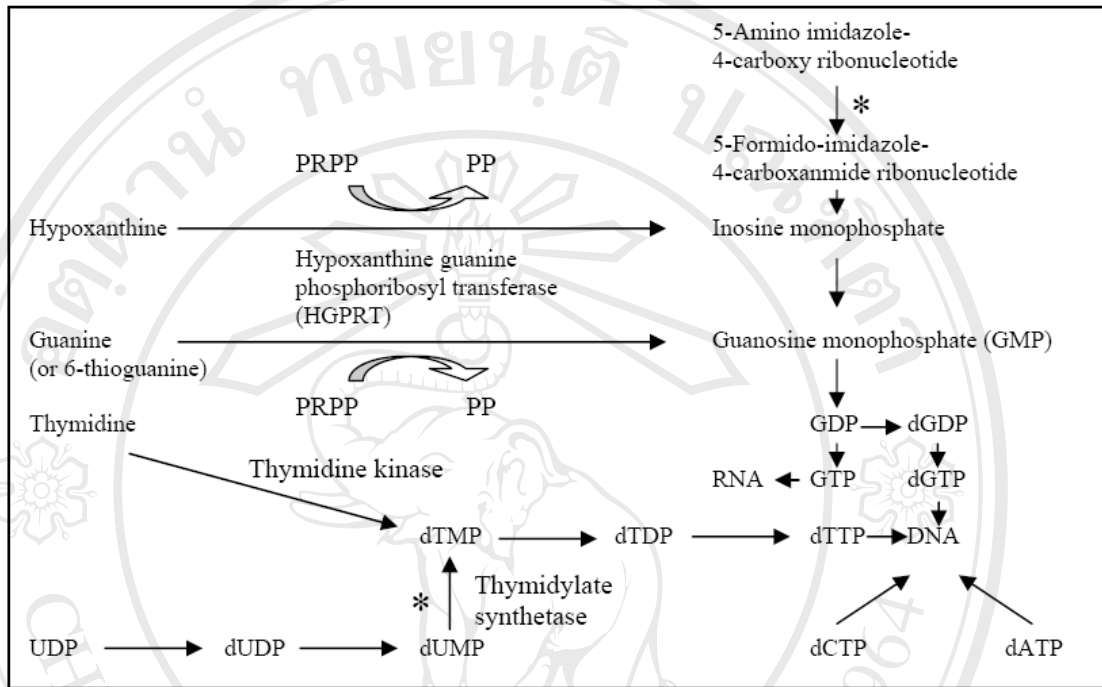 5-Amino imidazole-
4-carboxy ribonucleotide
*
5-Formido-imidazole-
4-carboxanmide ribonucleotide
PRPP PP
Hypoxanthine Inosine monophosphate
Hypoxanthine guanine
phosphoribosyl transferase
(HGPRT)
Guanine Guanosine monophosphate (GMP)
(or 6-thioguanine)
PRPP PP
Thymidine GDP dGDP
Thymidine kinase
RNA GTP dGTP
dTMP dTDP dTTP DNA
* Thymidylate
synthetase
UDP dUDP dUMP dCTP dATP
1964